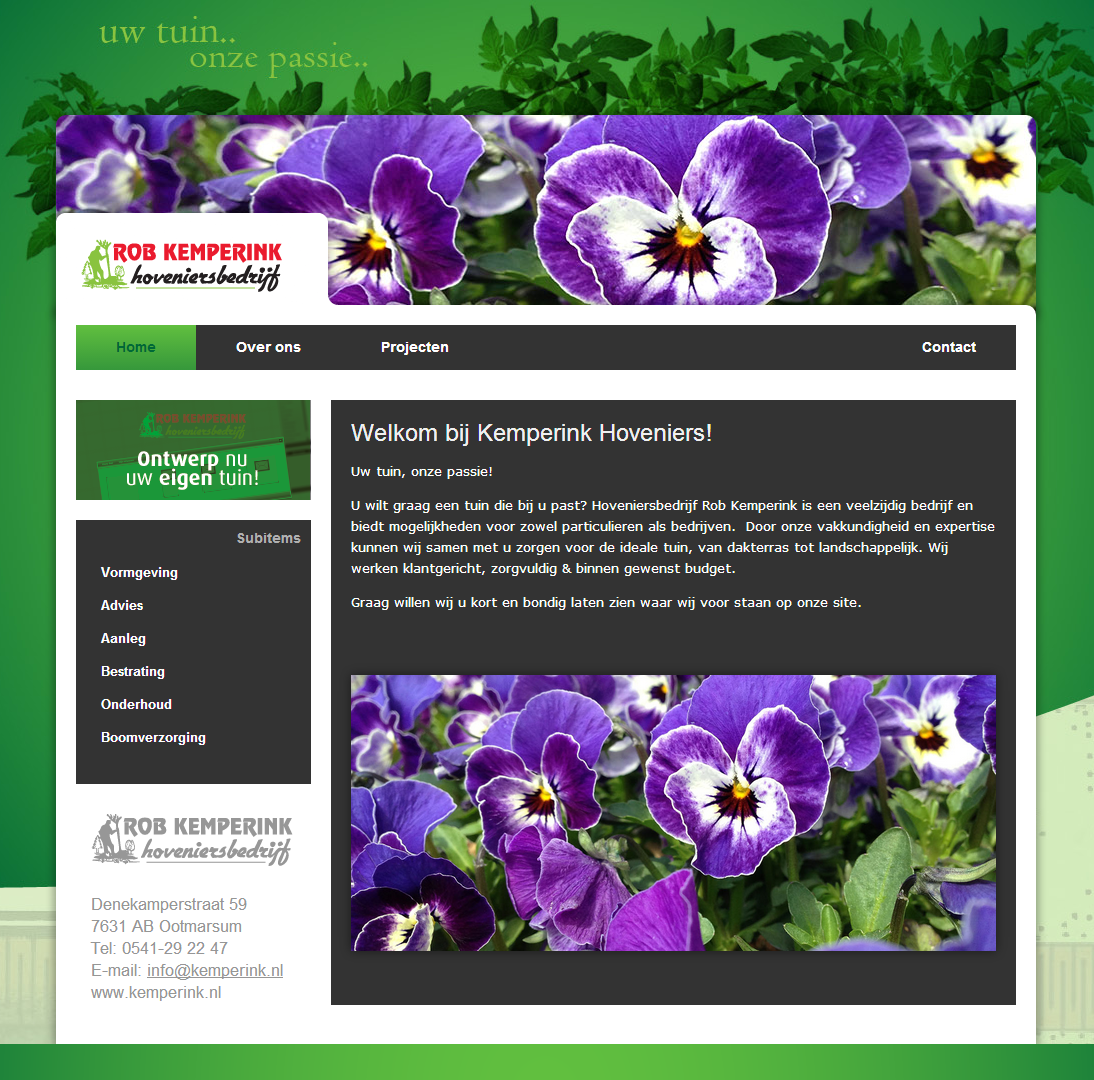 uw tuin..
onze passie..
ROB KEMPERINK
hoveniersbedrijf
Home
Over ons
Projecten
Contact
ROB KEMPERINK
hoveniersbedrijf
Ontwerp nu
uw eigen tuin!
Subitems
Vormgeving
Advies
Aanleg
Bestrating
Onderhoud
Boomverzorging
ROB KEMPERINK
hoveniersbedrijf
Denekamperstraat 59
7631 AB Ootmarsum
Tel: 0541-29 22 47
E-mail: info@kemperink.nl
www.kemperink.nl
Welkom bij Kemperink Hoveniers!
Uw tuin, onze passie!
U wilt graag een tuin die bij u past? Hoveniersbedrijf Rob Kemperink is een veelzijdig bedrijf en
biedt mogelijkheden voor zowel particulieren als bedrijven.  Door onze vakkundigheid en expertise
kunnen wij samen met u zorgen voor de ideale tuin, van dakterras tot landschappelijk. Wij
werken klantgericht, zorgvuldig & binnen gewenst budget.
Graag willen wij u kort en bondig laten zien waar wij voor staan op onze site.